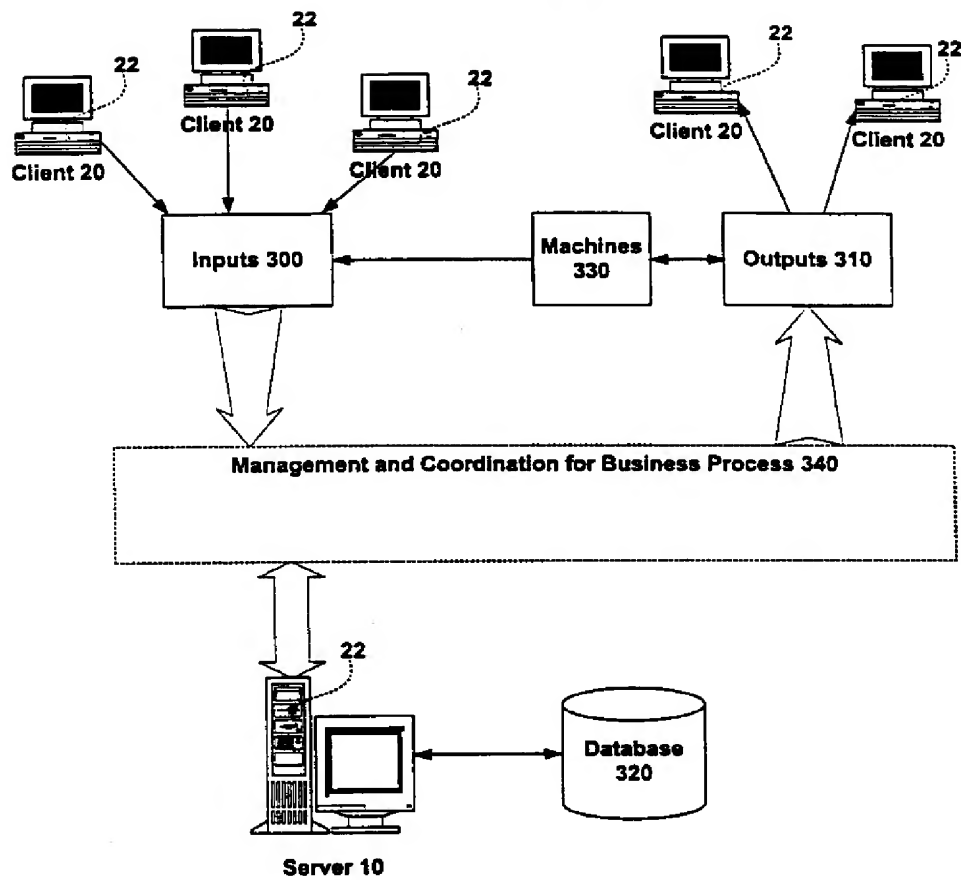 22
22
22
22
22
Client 20
Client 20
Client 20
Client 20
Client 20
Inputs 300
Machines
330
Outputs 310
Management and Coordination for Business Process 340
22
Database
320
Server 10